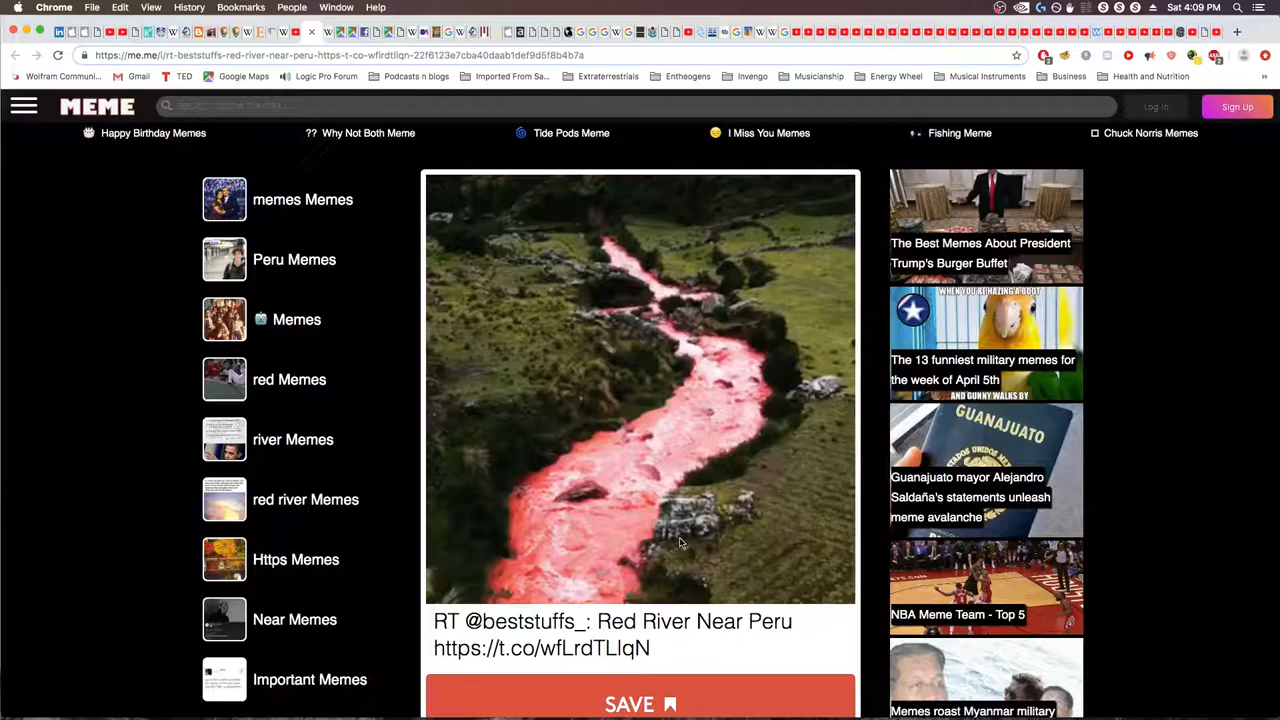 Chrome File Edit View History Bookmarks People Window Help
Sat 4:09 PM
https://me.me/i/rt-beststuffs-red-river-near-peru-https-t-co-wflrdtllqn-22f6123e7cba40daab1def9d5f8b4b7a
Wolfram Communi... Gmail TED Google Maps Logic Pro Forum Podcasts n blogs Imported From Sa... Extraterrestrials Entheogens Invengo Musicianship Energy Wheel Musical Instruments Business Health and Nutrition
MEME
Log In
Sign Up
Happy Birthday Memes
?? Why Not Both Meme
Tide Pods Meme
I Miss You Memes
Fishing Meme
Chuck Norris Memes
memes Memes
Peru Memes
Memes
red Memes
river Memes
red river Memes
Https Memes
Near Memes
Important Memes
RT @beststuffs_: Red River Near Peru
https://t.co/wfLrdTLlqN
SAVE
The Best Memes About President
Trump's Burger Buffet
WHEN YOU'RE HAZING A BOOT
The 13 funniest military memes for
the week of April 5th
AND GUNNY WALKS BY
GUANAJUATO
Guanajuato mayor Alejandro
Saldaña's statements unleash
meme avalanche
NBA Meme Team - Top 5
Memes roast Myanmar military